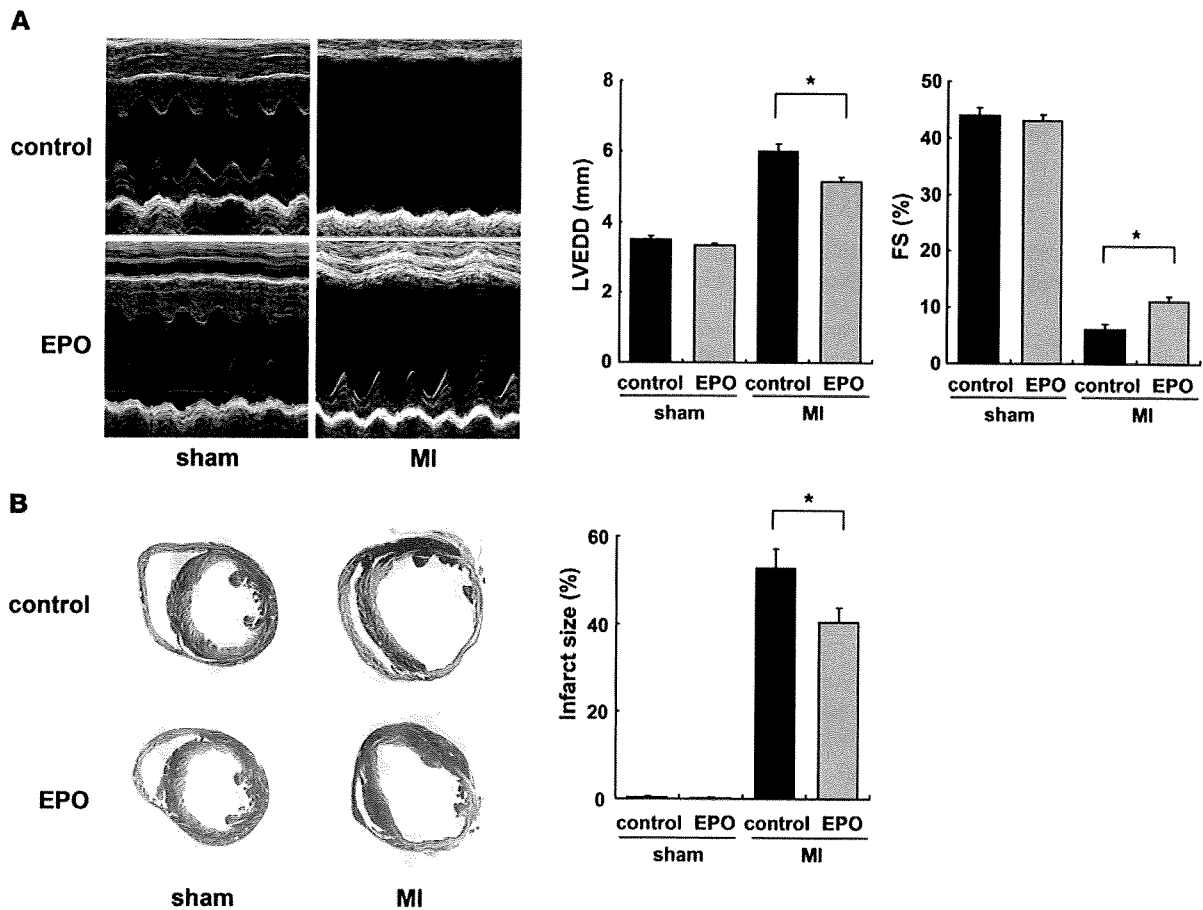 A
control
EPO
sham
MI
LVEDD (mm)
8
6
4
2
0
*
control EPO control EPO
sham MI
FS (%)
50
40
30
20
10
0
*
control EPO control EPO
sham MI
B
control
EPO
sham
MI
Infarct size (%)
60
40
20
0
*
control EPO control EPO
sham MI